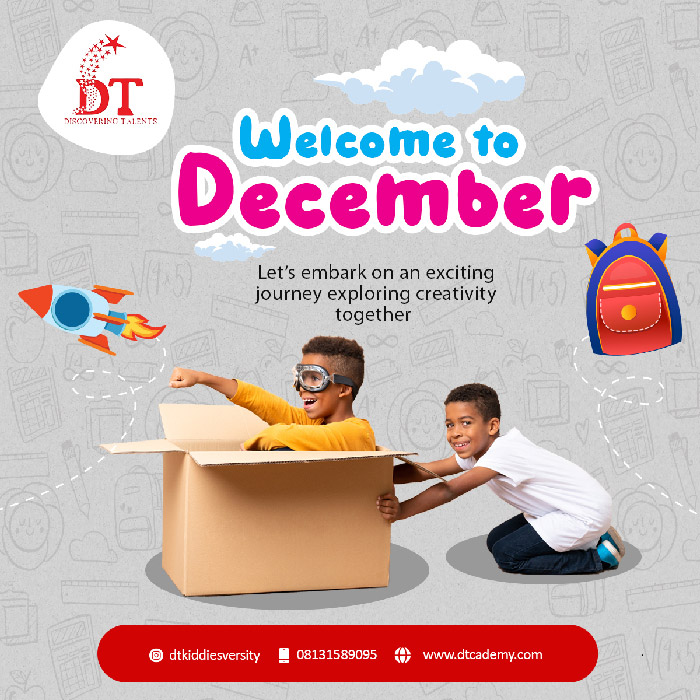 DT
DISCOVERING TALENTS
Welcome to
December
Let's embark on an exciting
journey exploring creativity
together
dtkiddiesversity 08131589095 www.dtcademy.com